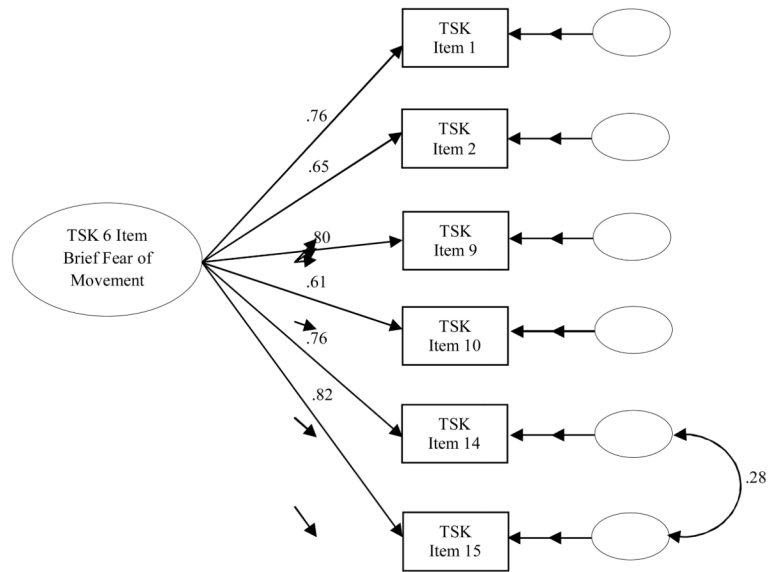 TSK
Item 1
.76
TSK
Item 2
.65
TSK 6 Item
Brief Fear of
Movement
.80
TSK
Item 9
.61
TSK
Item 10
.76
.82
TSK
Item 14
.28
TSK
Item 15